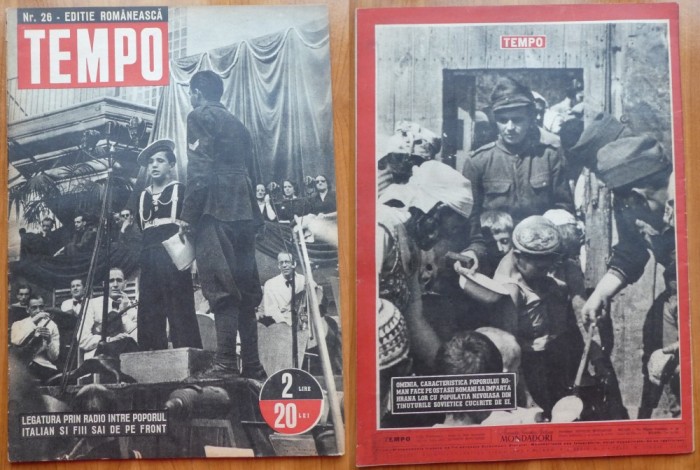 Nr. 26 - EDITIE ROMÂNEASCĂ
TEMPO
2 LIRE
20 LEI
LEGATURA PRIN RADIO INTRE POPORUL
ITALIAN SI FIII SAI DE PE FRONT
TEMPO
OMENIA, CARACTERISTICA POPORULUI RO-
MAN FACE PE OSTASII ROMANI SA IMPARTA
HRANA LOR CU POPULATIA NEVOIASA DIN
TINUTURILE SOVIETICE CUCERITE DE EI.
TEMPO
MONDADORI